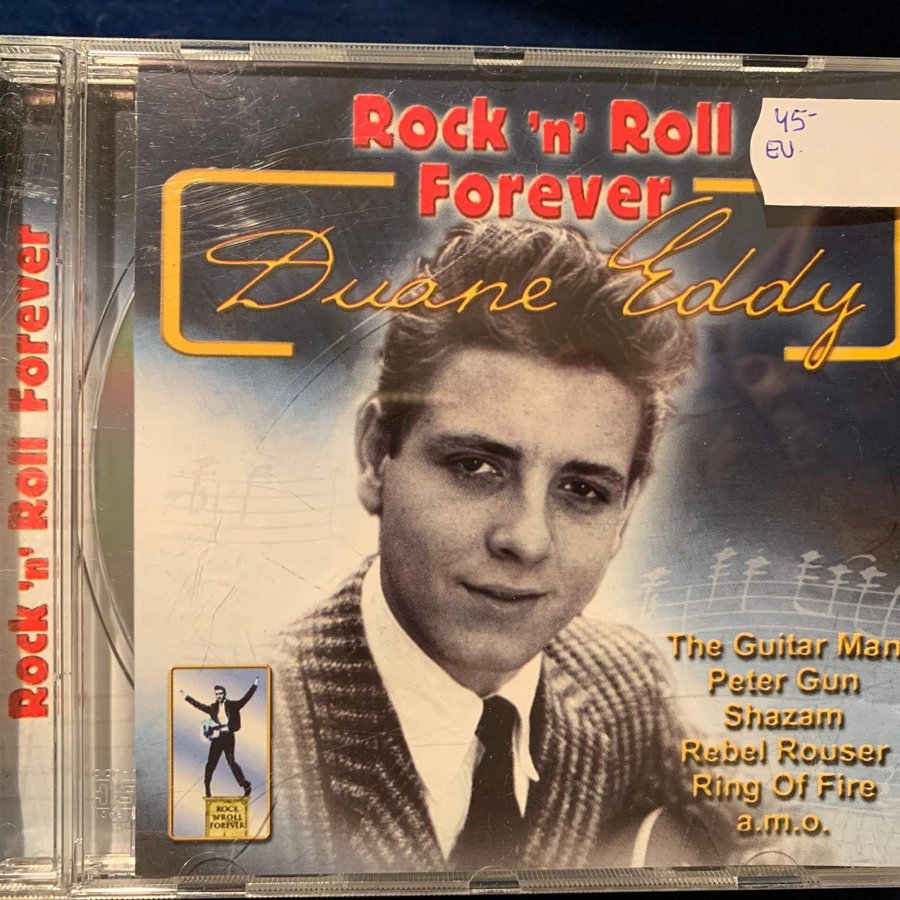 Rock 'n' Roll
Forever
Duane Eddy
45-
EU.
Rock 'n' Roll Forever
The Guitar Man
Peter Gun
Shazam
Rebel Rouser
Ring Of Fire
a.m.o.
ROCK
'N'ROLL
FOREVER